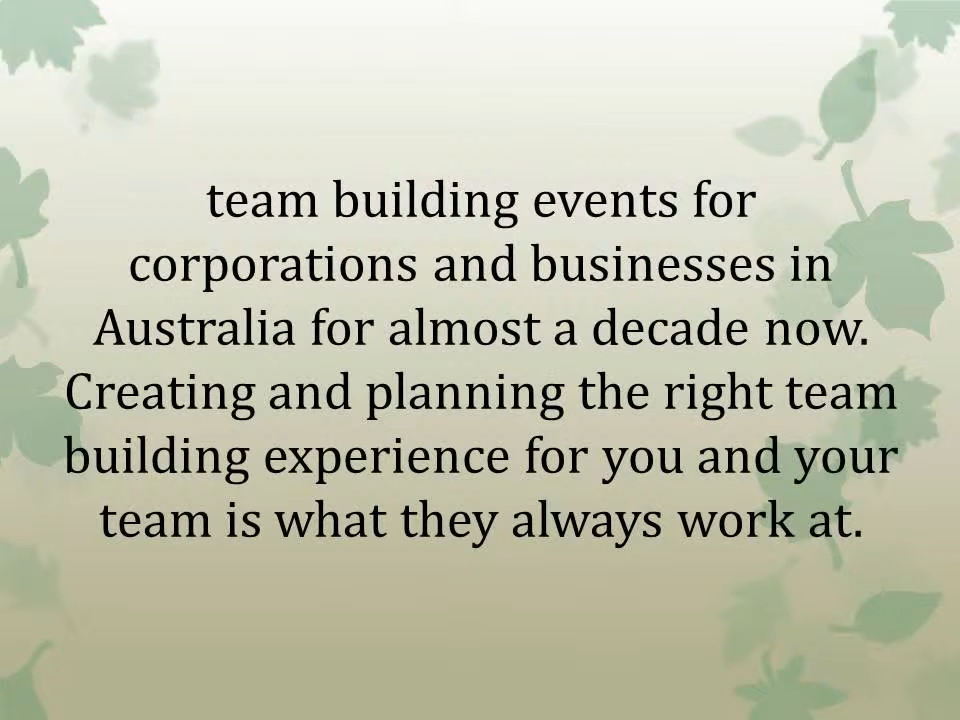 team building events for
corporations and businesses in
Australia for almost a decade now.
Creating and planning the right team
building experience for you and your
team is what they always work at.